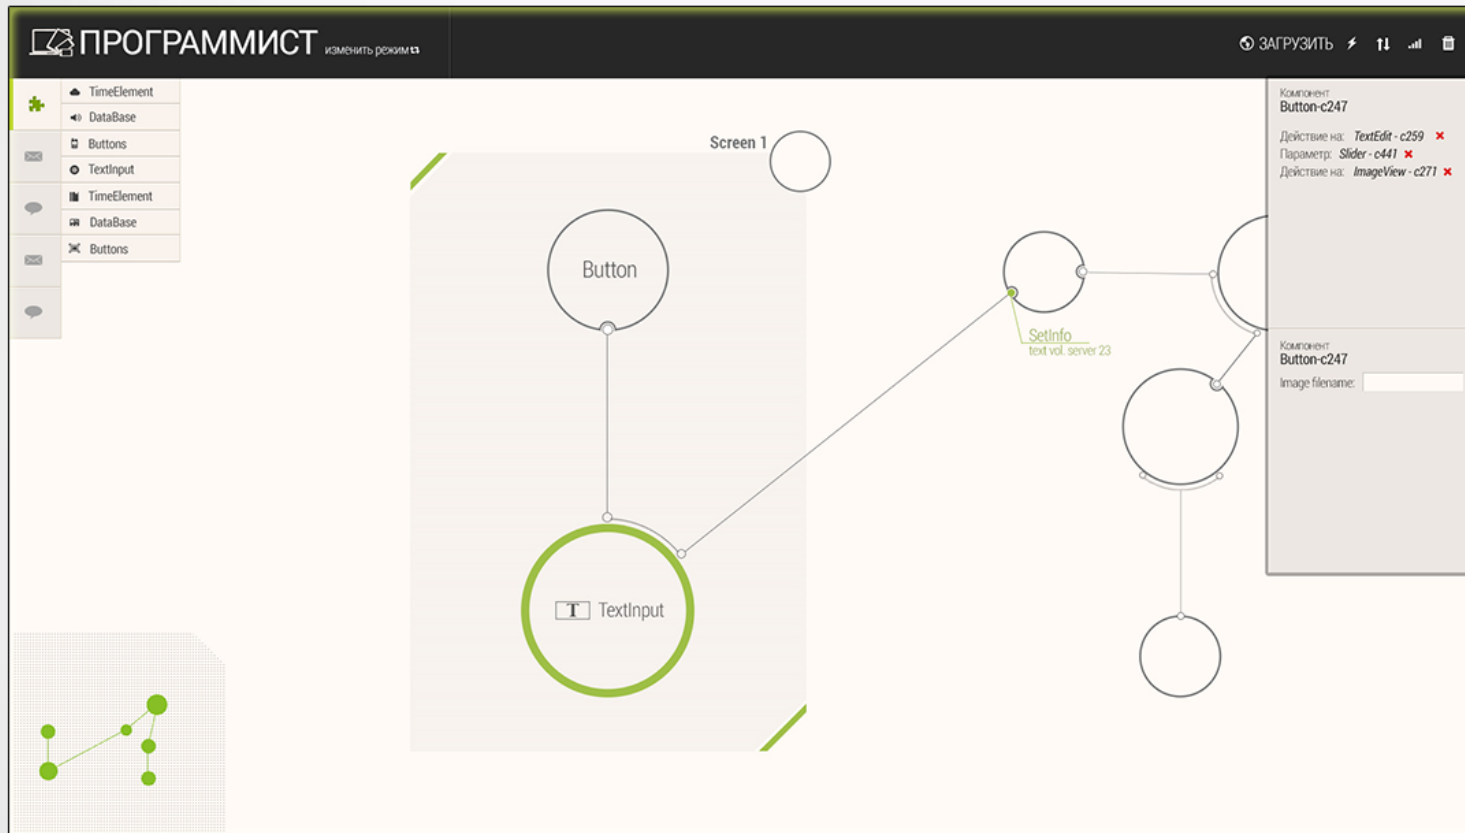 ПРОГРАММИСТ изменить режим
ЗАГРУЗИТЬ
TimeElement
DataBase
Buttons
TextInput
TimeElement
DataBase
Buttons
Screen 1
Button
T TextInput
SetInfo
text vol. server 23
Компонент
Button-c247
Действие на: TextEdit - c259
Параметр: Slider - c441
Действие на: ImageView - c271
Компонент
Button-c247
Image filename: